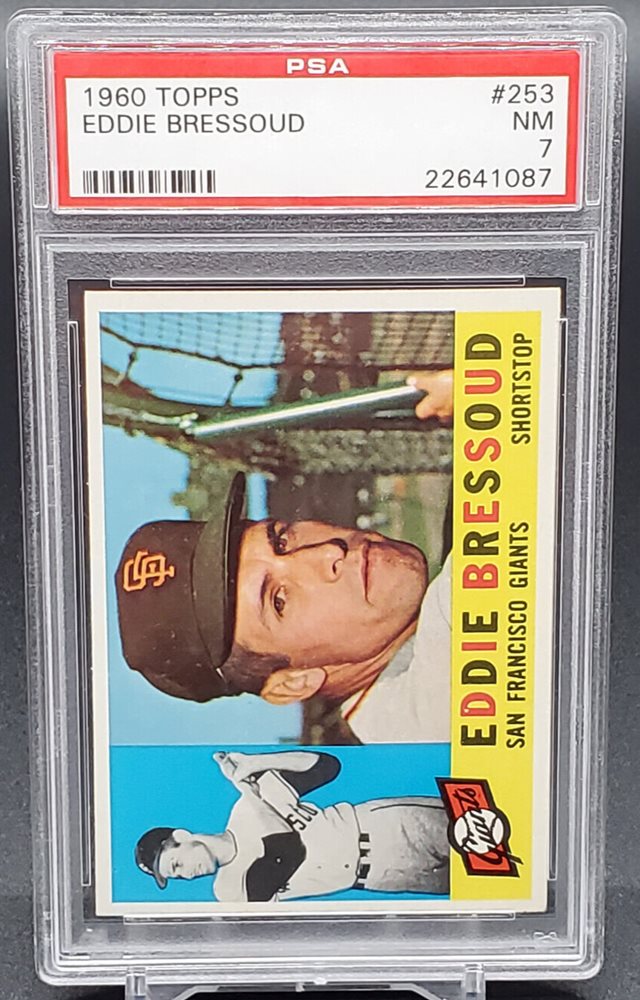 PSA
1960 TOPPS #253
EDDIE BRESSOUD NM
7
22641087
SF
EDDIE BRESSOUD
SAN FRANCISCO GIANTS SHORTSTOP
Giants